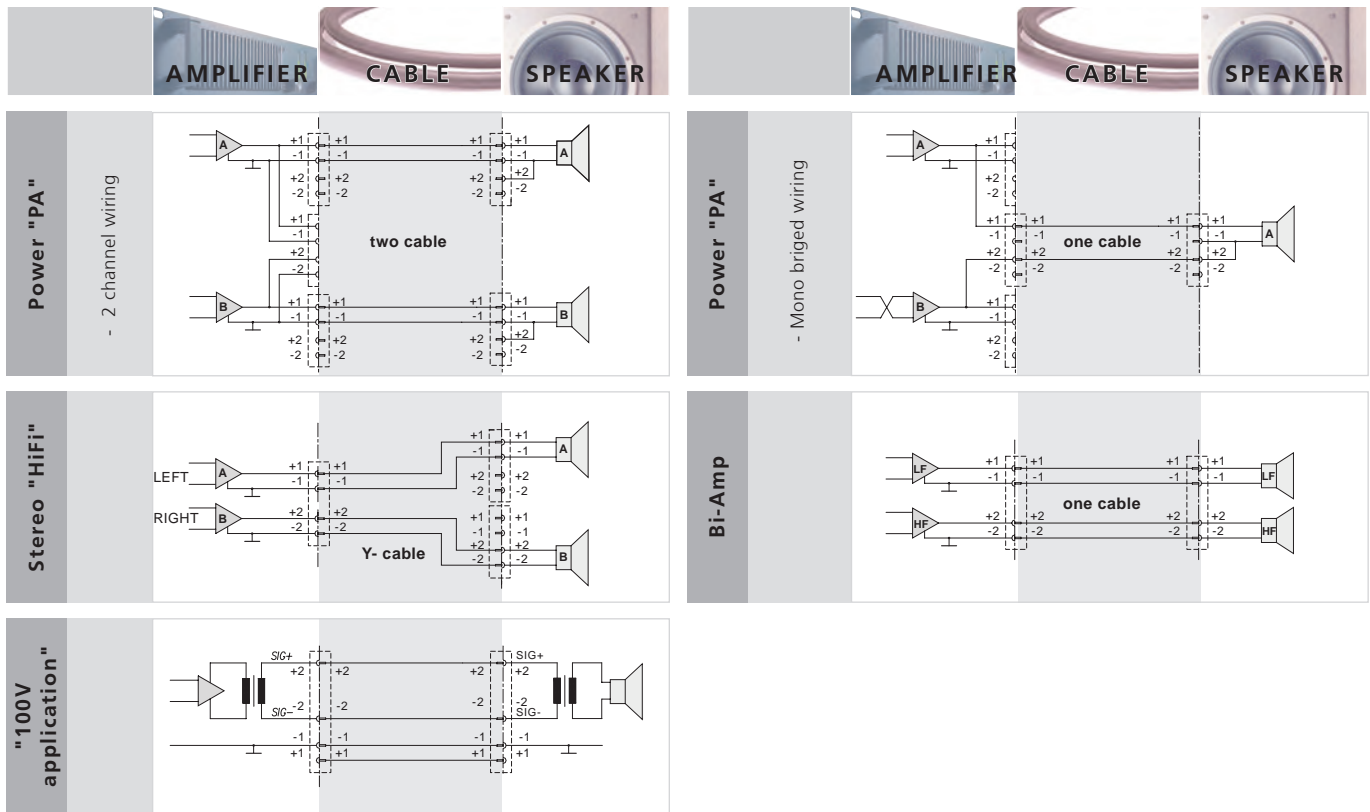 AMPLIFIER CABLE SPEAKER
Power "PA"
- 2 channel wiring
A
+1 +1 +1 +1
-1 -1 -1 -1
+2 +2 +2 +2
-2 -2 -2 -2
A
+1
-1
+2
-2
two cable
B
+1 +1 +1 +1
-1 -1 -1 -1
+2 +2 +2 +2
-2 -2 -2 -2
B
Stereo "HiFi"
LEFT
A
+1 +1
-1 -1
RIGHT
B
+2 +2
-2 -2
Y- cable
+1 +1
-1 -1
+2 +2
-2 -2
A
+1 +1
-1 -1
+2 +2
-2 -2
B
"100V
application"
SIG+ SIG+
+2 +2 +2 +2
-2 -2 -2 -2
SIG– SIG-
-1 -1 -1 -1
+1 +1 +1 +1
AMPLIFIER CABLE SPEAKER
Power "PA"
- Mono briged wiring
A
+1
-1
+2
-2
+1 +1 +1 +1
-1 -1 -1 -1
+2 +2 +2 +2
-2 -2 -2 -2
one cable
A
B
+1
-1
+2
-2
Bi-Amp
LF
+1 +1 +1 +1
-1 -1 -1 -1
LF
one cable
HF
+2 +2 +2 +2
-2 -2 -2 -2
HF